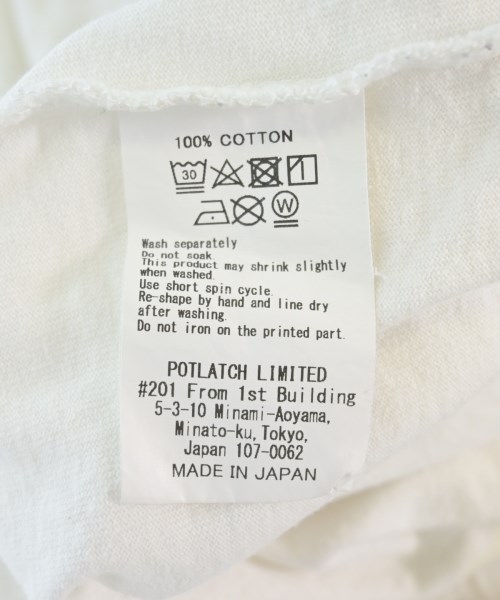 100% COTTON
30
W
Wash separately
Do not soak.
This product may shrink slightly
when washed.
Use short spin cycle.
Re-shape by hand and line dry
after washing.
Do not iron on the printed part.
POTLATCH LIMITED
#201 From 1st Building
5-3-10 Minami-Aoyama,
Minato-ku, Tokyo,
Japan 107-0062
MADE IN JAPAN